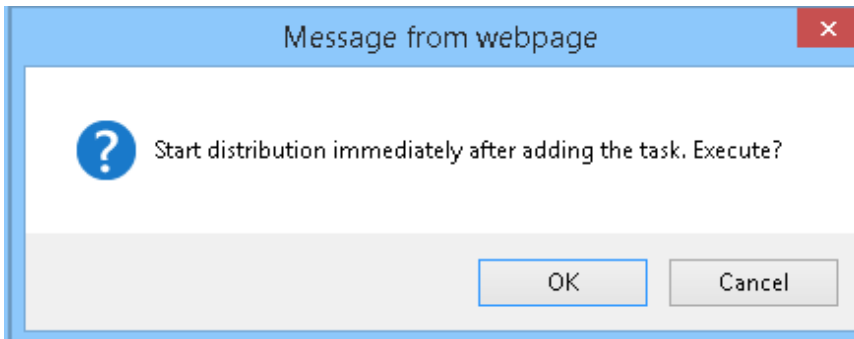 Message from webpage
Start distribution immediately after adding the task. Execute?
OK
Cancel